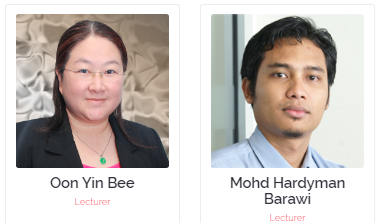 Oon Yin Bee
Lecturer
Mohd Hardyman
Barawi
Lecturer